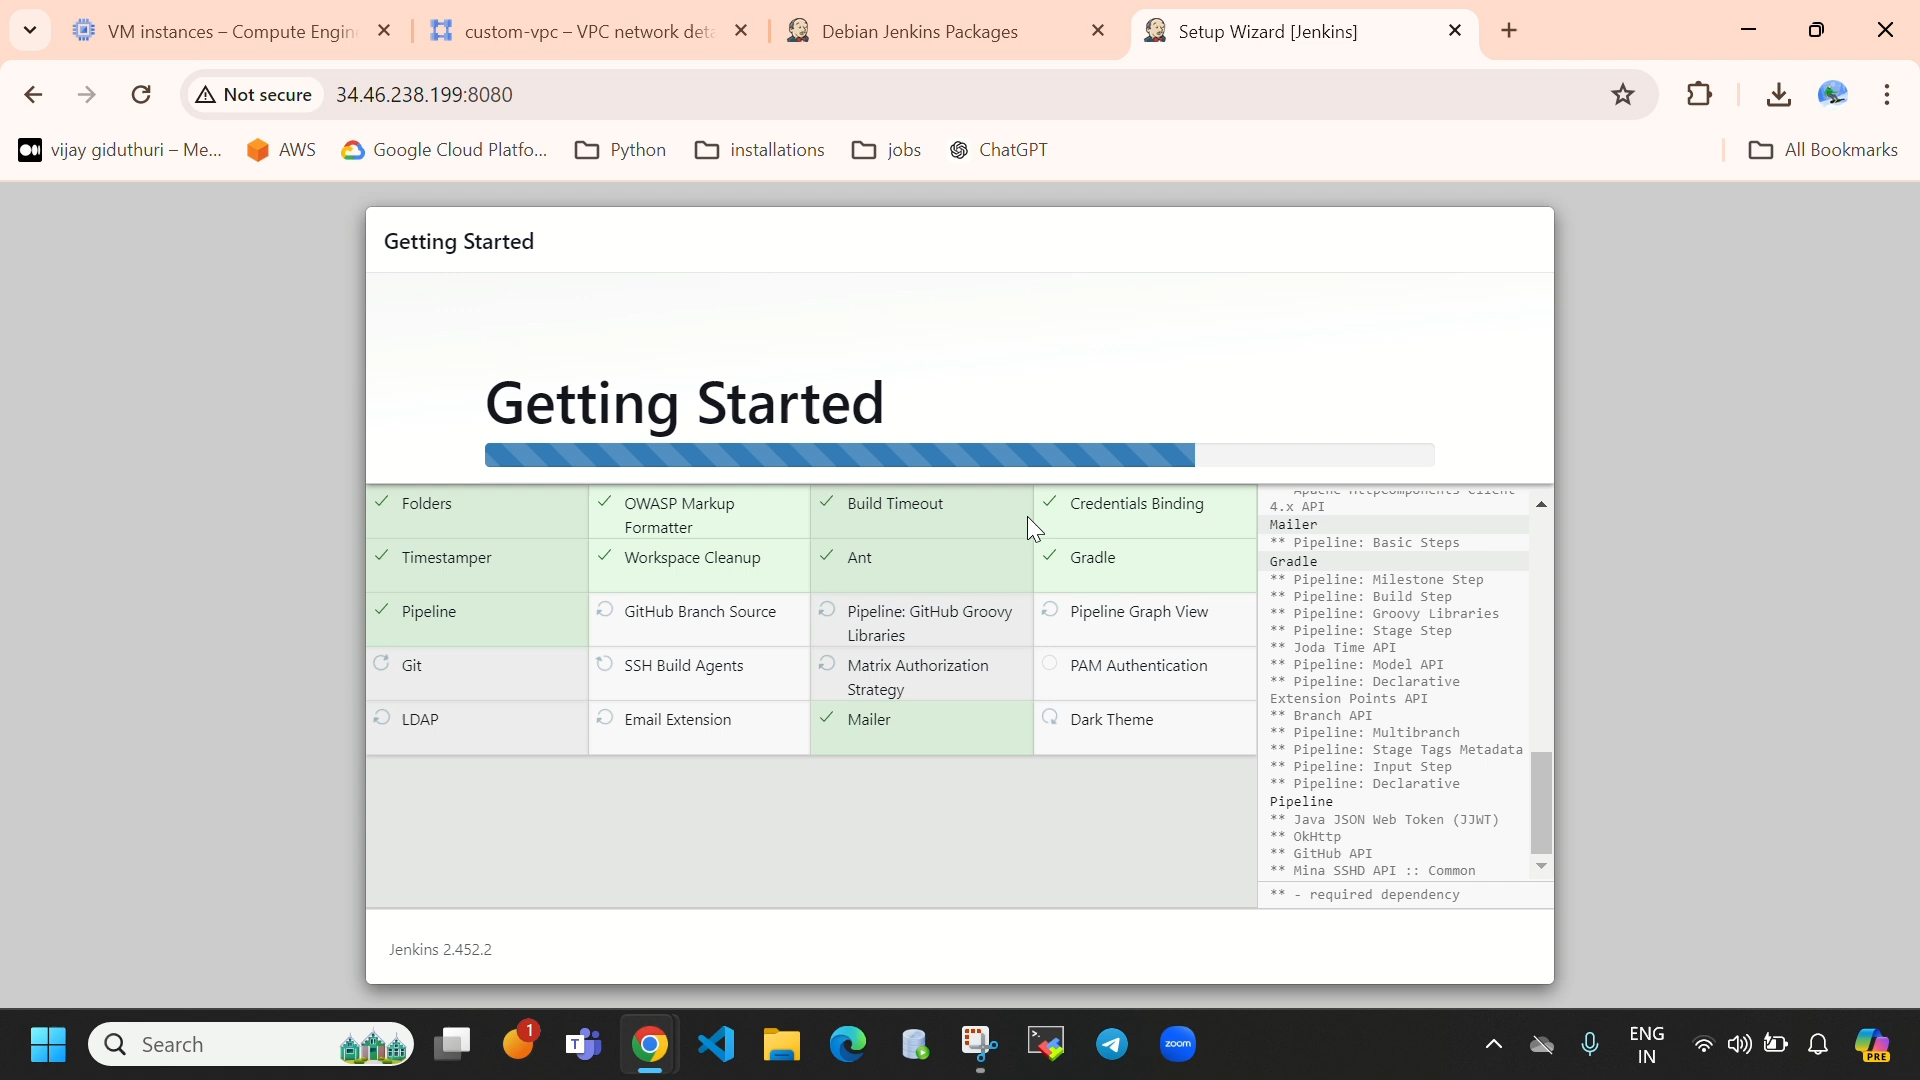 VM instances – Compute Engin
custom-vpc – VPC network deta
Debian Jenkins Packages
Setup Wizard [Jenkins]
Not secure
34.46.238.199:8080
vijay giduthuri – Me...
AWS
Google Cloud Platfo...
Python
installations
jobs
ChatGPT
All Bookmarks
Getting Started
Getting Started
Folders
OWASP Markup
Formatter
Build Timeout
Credentials Binding
Timestamper
Workspace Cleanup
Ant
Gradle
Pipeline
GitHub Branch Source
Pipeline: GitHub Groovy
Libraries
Pipeline Graph View
Git
SSH Build Agents
Matrix Authorization
Strategy
PAM Authentication
LDAP
Email Extension
Mailer
Dark Theme
Apache HttpComponents Client
4.x API
Mailer
** Pipeline: Basic Steps
Gradle
** Pipeline: Milestone Step
** Pipeline: Build Step
** Pipeline: Groovy Libraries
** Pipeline: Stage Step
** Joda Time API
** Pipeline: Model API
** Pipeline: Declarative
Extension Points API
** Branch API
** Pipeline: Multibranch
** Pipeline: Stage Tags Metadata
** Pipeline: Input Step
** Pipeline: Declarative
Pipeline
** Java JSON Web Token (JJWT)
** OkHttp
** GitHub API
** Mina SSHD API :: Common
** - required dependency
Jenkins 2.452.2
Search
1
T
zoom
ENG
IN
PRE